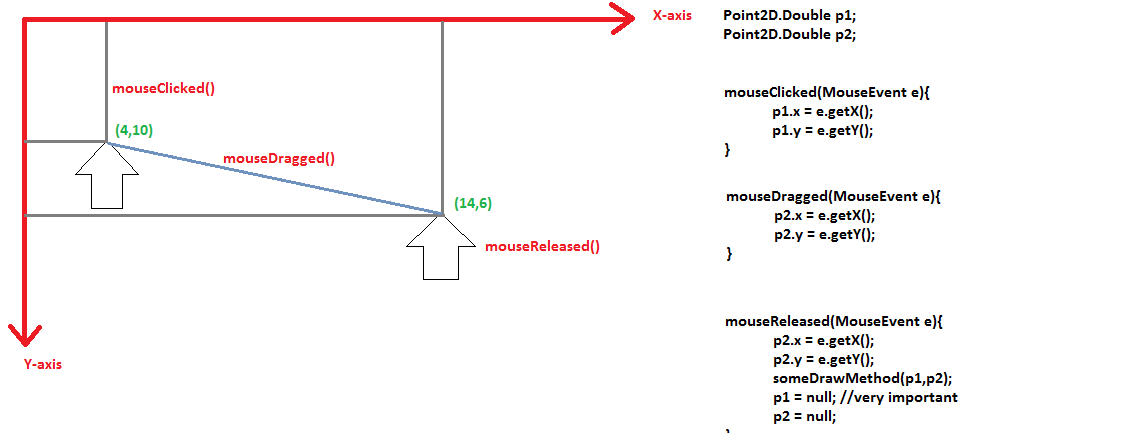 X-axis
mouseClicked()
(4,10)
mouseDragged()
(14,6)
mouseReleased()
Y-axis
Point2D.Double p1;
Point2D.Double p2;
mouseClicked(MouseEvent e){
p1.x = e.getX();
p1.y = e.getY();
}
mouseDragged(MouseEvent e){
p2.x = e.getX();
p2.y = e.getY();
}
mouseReleased(MouseEvent e){
p2.x = e.getX();
p2.y = e.getY();
someDrawMethod(p1,p2);
p1 = null; //very important
p2 = null;
}